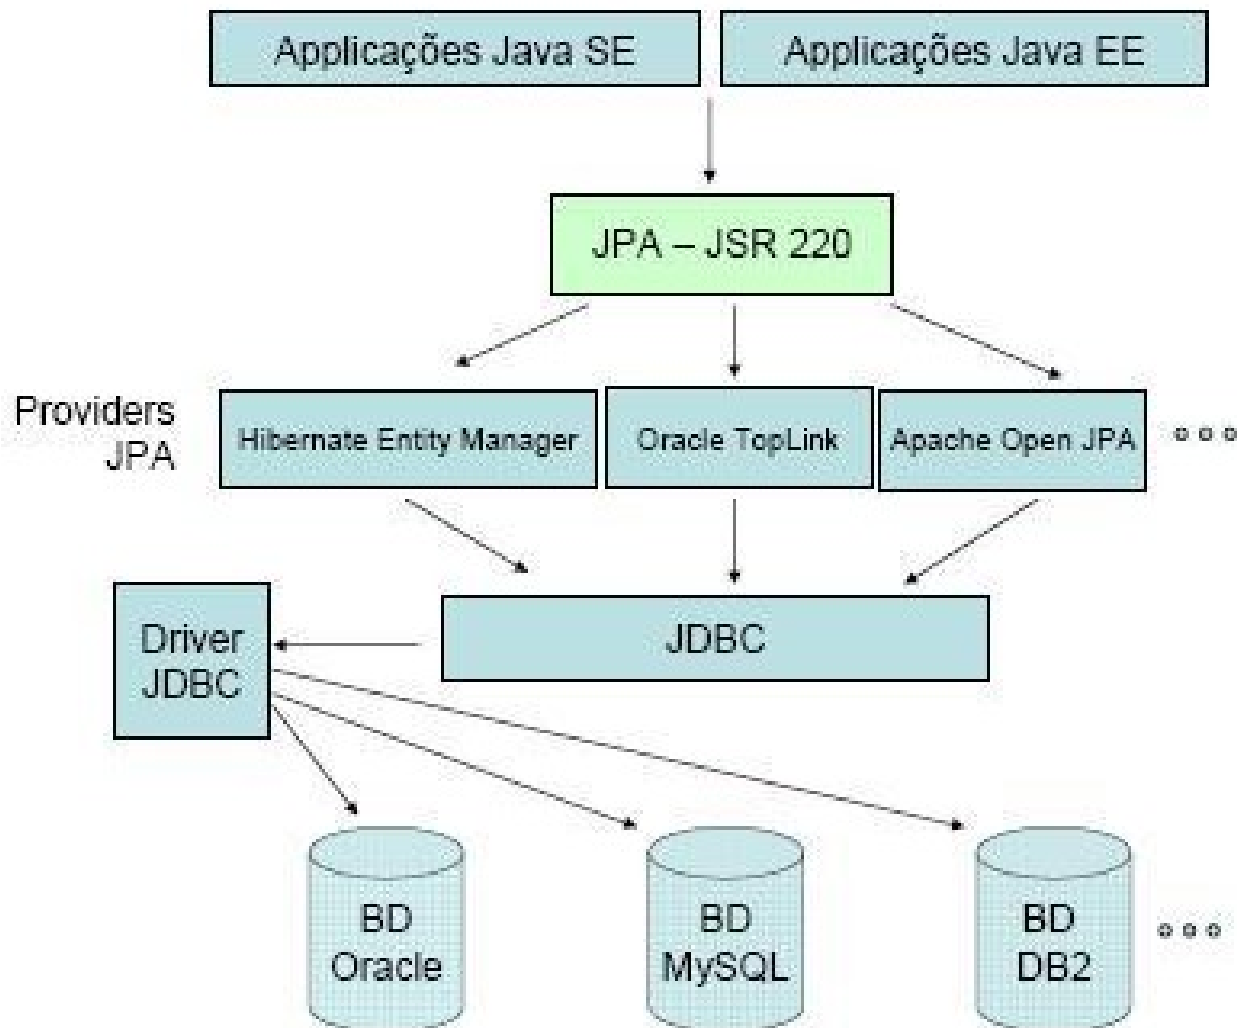 Applicações Java SE
Applicações Java EE
JPA – JSR 220
Providers
JPA
Hibernate Entity Manager
Oracle TopLink
Apache Open JPA
JDBC
Driver
JDBC
BD
Oracle
BD
MySQL
BD
DB2